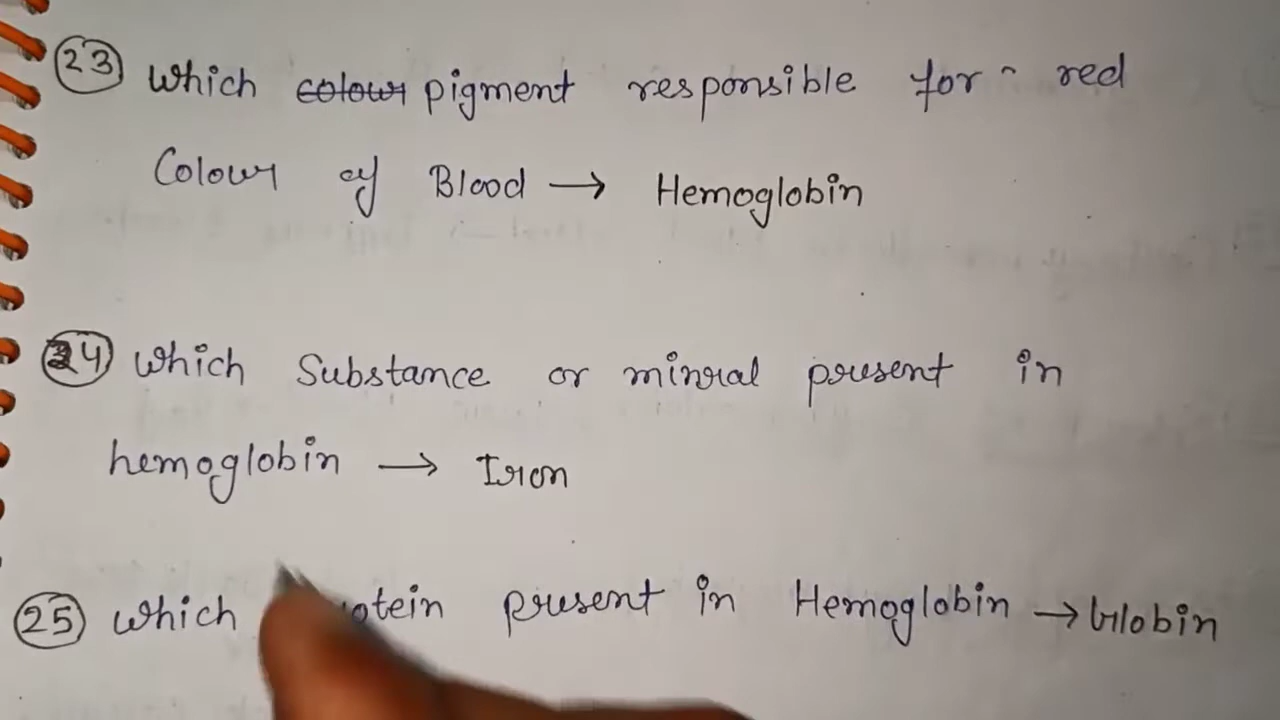 23 Which colour pigment responsible for red
Colour of Blood → Hemoglobin
24 Which Substance or minral present in
hemoglobin → Iron
25 which otein present in Hemoglobin → Globin